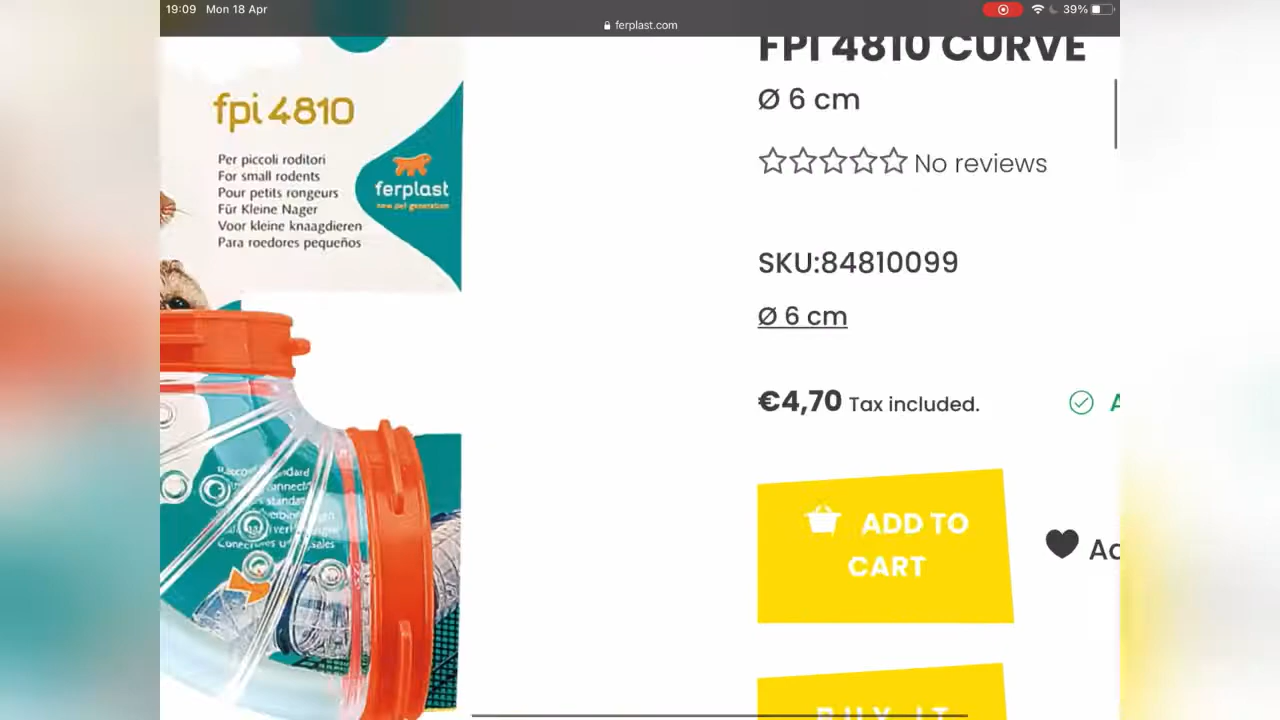 19:09 Mon 18 Apr
39%
ferplast.com
FPI 4810 CURVE
Ø 6 cm
No reviews
SKU:84810099
Ø 6 cm
€4,70 Tax included.
ADD TO
CART
fpi 4810
Per piccoli roditori
For small rodents
Pour petits rongeurs
Für Kleine Nager
Voor kleine knaagdieren
Para roedores pequeños
ferplast
new pet generation